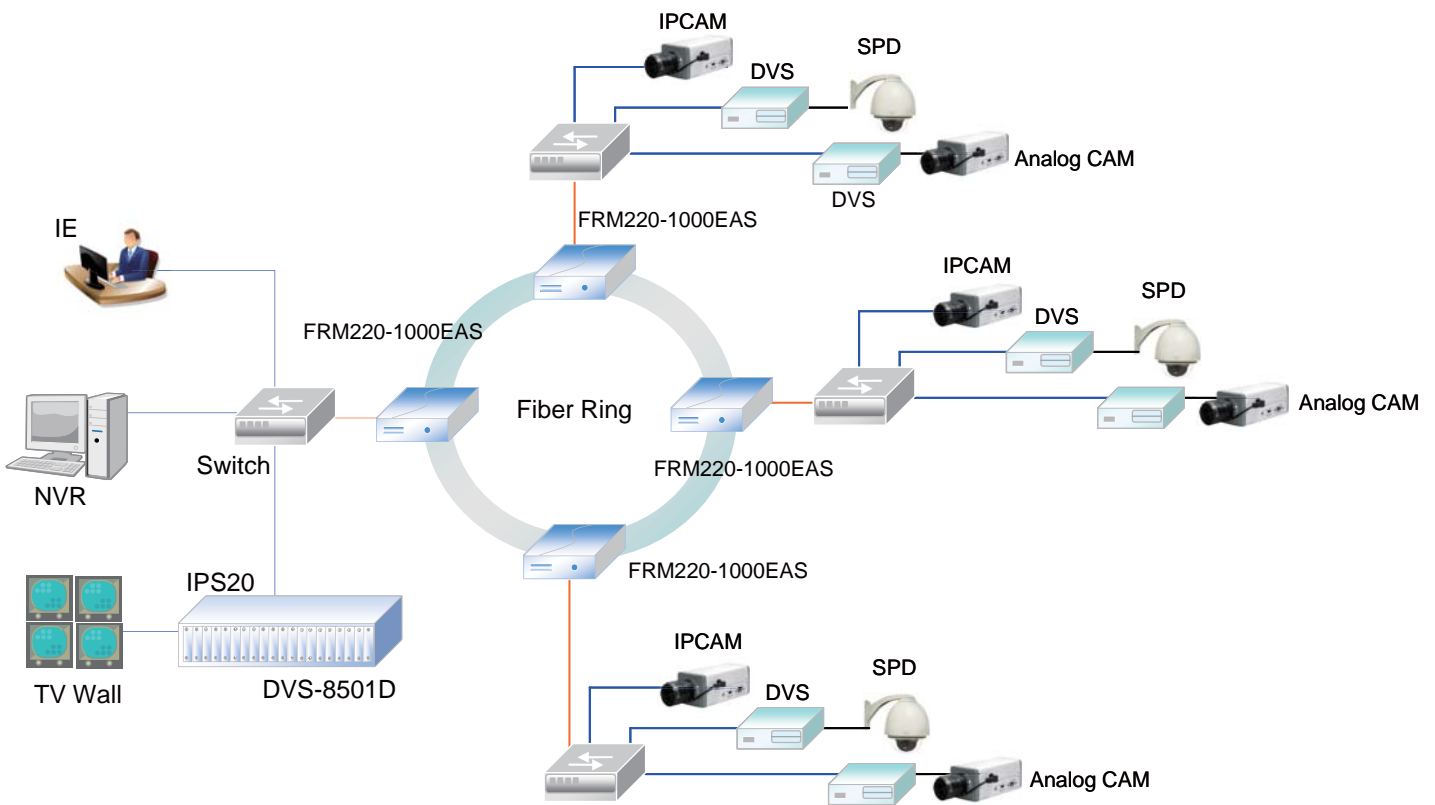 IPCAM
SPD
DVS
Analog CAM
DVS
FRM220-1000EAS
IE
IPCAM
SPD
DVS
FRM220-1000EAS
Fiber Ring
Analog CAM
Switch
FRM220-1000EAS
NVR
FRM220-1000EAS
IPS20
TV Wall
DVS-8501D
IPCAM
SPD
DVS
Analog CAM